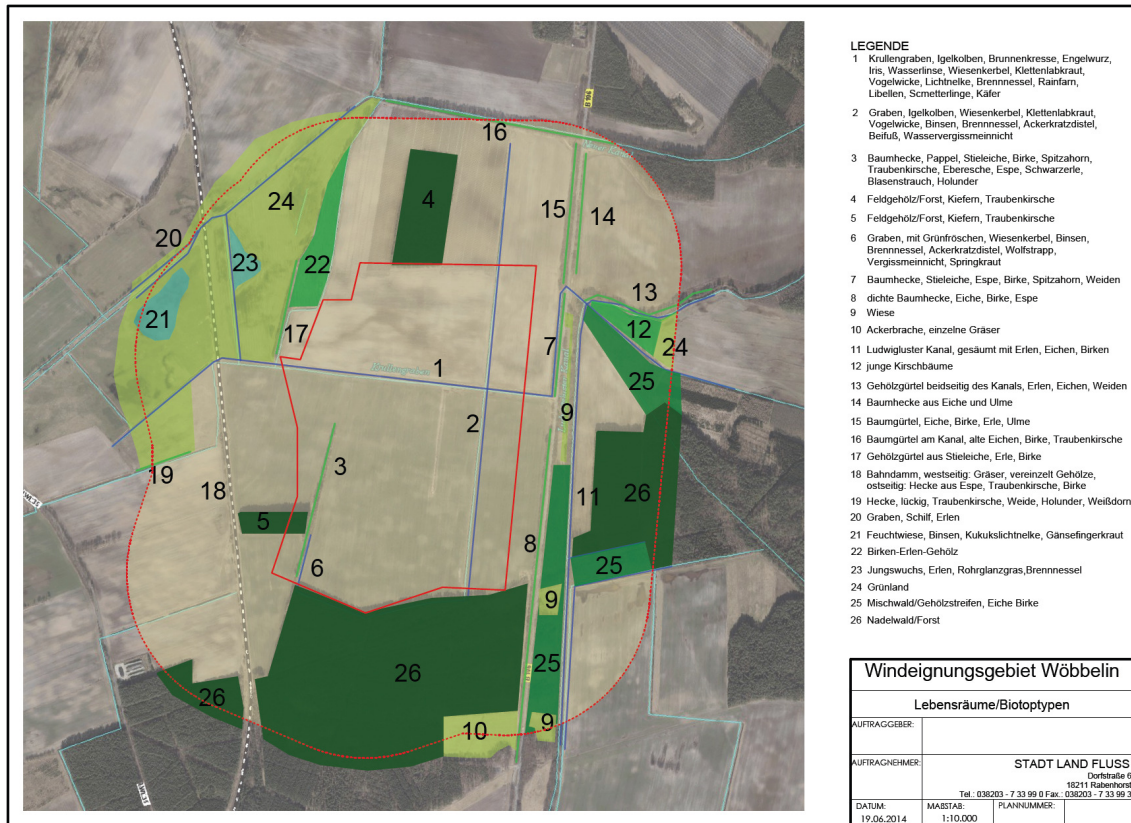 16
4
15
14
24
20
23
22
21
13
12
24
17
7
1
25
9
2
3
19
18
11
26
5
8
6
25
9
26
25
26
10
9
LEGENDE
1 Krullengraben, Igelkolben, Brunnenkresse, Engelwurz,
Iris, Wasserlinse, Wiesenkerbel, Klettenlabkraut,
Vogelwicke, Lichtnelke, Brennnessel, Rainfarn,
Libellen, Scmetterlinge, Käfer
2 Graben, Igelkolben, Wiesenkerbel, Klettenlabkraut,
Vogelwicke, Binsen, Brennnessel, Ackerkratzdistel,
Beifuß, Wasservergissmeinnicht
3 Baumhecke, Pappel, Stieleiche, Birke, Spitzahorn,
Traubenkirsche, Eberesche, Espe, Schwarzerle,
Blasenstrauch, Holunder
4 Feldgehölz/Forst, Kiefern, Traubenkirsche
5 Feldgehölz/Forst, Kiefern, Traubenkirsche
6 Graben, mit Grünfröschen, Wiesenkerbel, Binsen,
Brennnessel, Ackerkratzdistel, Wolfstrapp,
Vergissmeinnicht, Springkraut
7 Baumhecke, Stieleiche, Espe, Birke, Spitzahorn, Weiden
8 dichte Baumhecke, Eiche, Birke, Espe
9 Wiese
10 Ackerbrache, einzelne Gräser
11 Ludwigluster Kanal, gesäumt mit Erlen, Eichen, Birken
12 junge Kirschbäume
13 Gehölzgürtel beidseitig des Kanals, Erlen, Eichen, Weiden
14 Baumhecke aus Eiche und Ulme
15 Baumgürtel, Eiche, Birke, Erle, Ulme
16 Baumgürtel am Kanal, alte Eichen, Birke, Traubenkirsche
17 Gehölzgürtel aus Stieleiche, Erle, Birke
18 Bahndamm, westseitig: Gräser, vereinzelt Gehölze,
ostseitig: Hecke aus Espe, Traubenkirsche, Birke
19 Hecke, lückig, Traubenkirsche, Weide, Holunder, Weißdorn
20 Graben, Schilf, Erlen
21 Feuchtwiese, Binsen, Kukukslichtnelke, Gänsefingerkraut
22 Birken-Erlen-Gehölz
23 Jungswuchs, Erlen, Rohrglanzgras,Brennnessel
24 Grünland
25 Mischwald/Gehölzstreifen, Eiche Birke
26 Nadelwald/Forst
Windeignungsgebiet Wöbbelin
Lebensräume/Biotoptypen
AUFTRAGGEBER:
AUFTRAGNEHMER: STADT LAND FLUSS
Dorfstraße 6
18211 Rabenhorst
Tel.: 038203 - 7 33 99 0 Fax.: 038203 - 7 33 99 3
DATUM: MAßSTAB: PLANNUMMER:
19.06.2014 1:10.000